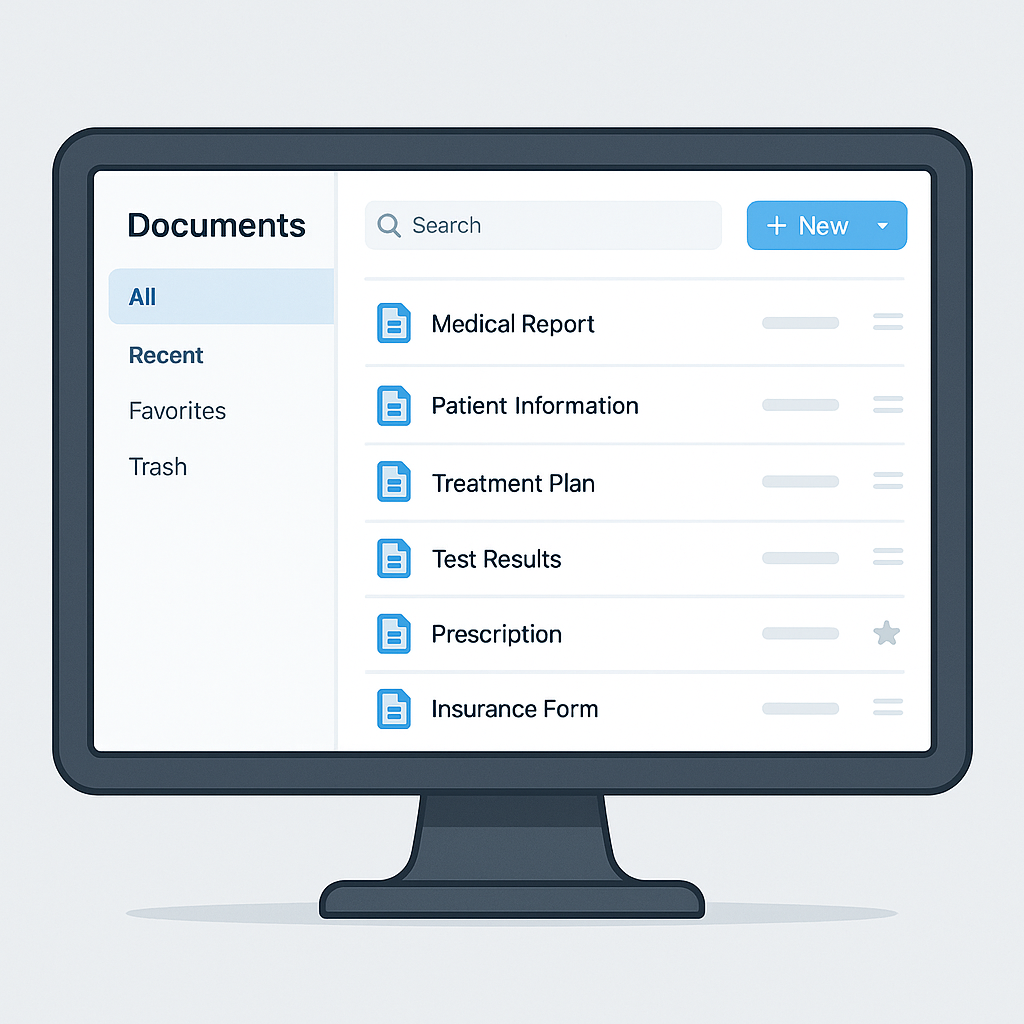 Documents
All
Recent
Favorites
Trash
Search
+ New
Medical Report
Patient Information
Treatment Plan
Test Results
Prescription
Insurance Form